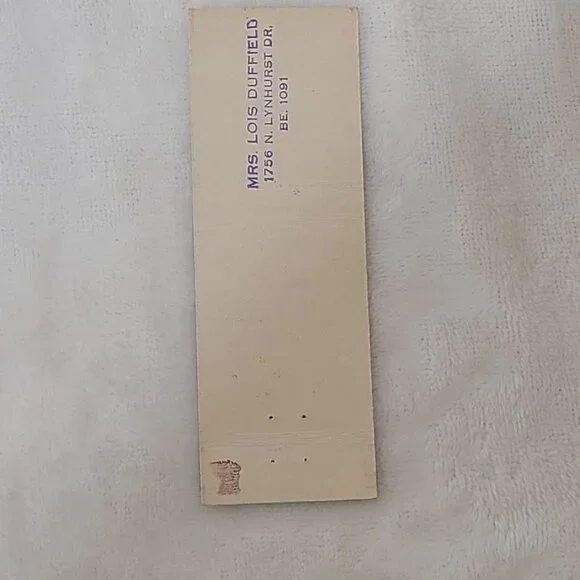 MRS. LOIS DUFFIELD
1756 N. LYNHURST DR,
BE. 1091